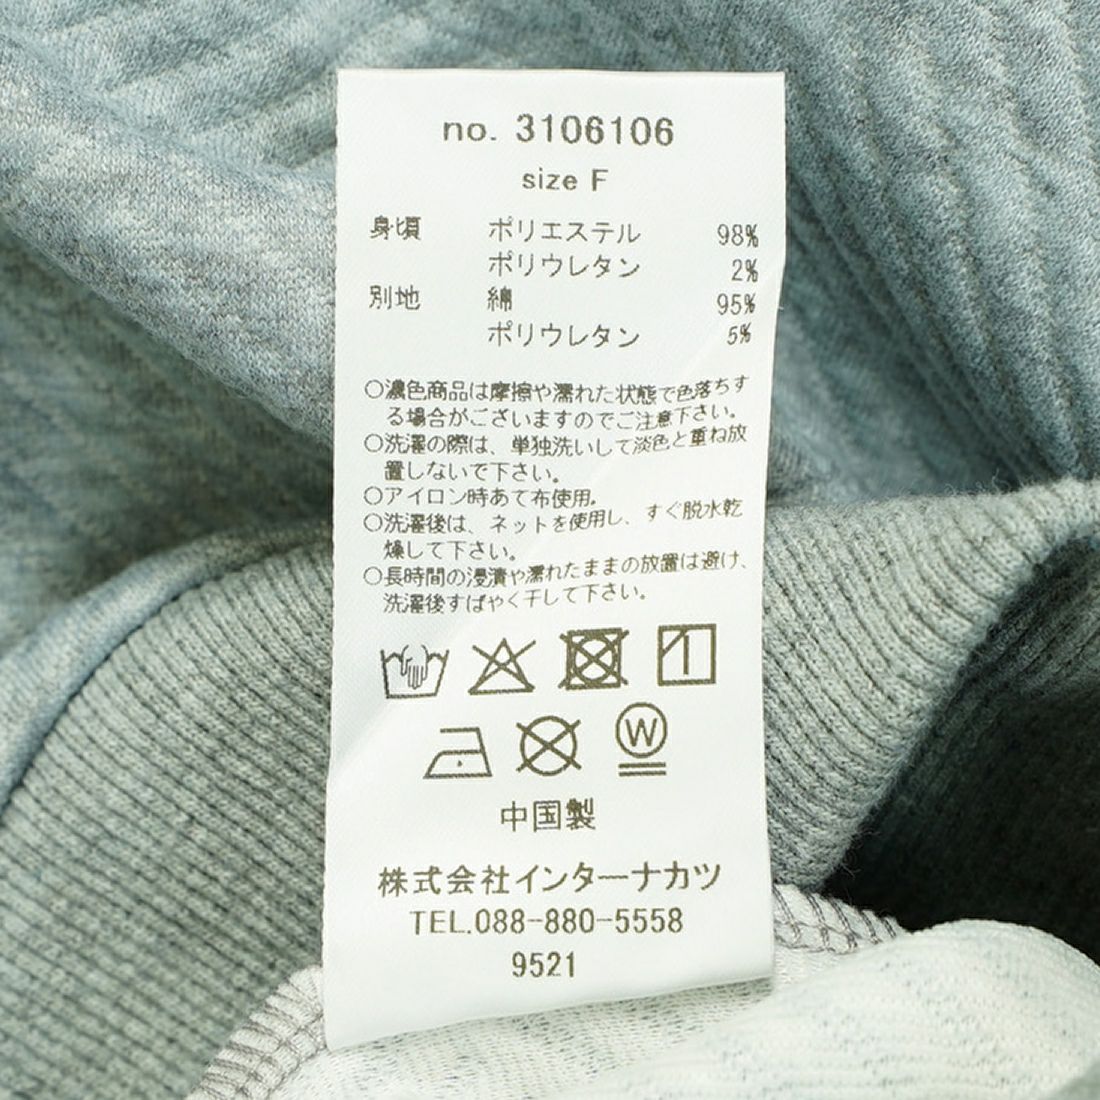 no. 3106106
size F
身頃 ポリエステル 98%
ポリウレタン 2%
別地 綿 95%
ポリウレタン 5%
○濃色商品は摩擦や濡れた状態で色落ちす
る場合がございますのでご注意下さい。
○洗濯の際は、単独洗いして淡色と重ね放
置しないで下さい。
○アイロン時あて布使用。
○洗濯後は、ネットを使用し、すぐ脱水乾
燥して下さい。
○長時間の浸漬や濡れたままの放置は避け、
洗濯後すばやく干して下さい。
W
中国製
株式会社インターナカツ
TEL.088-880-5558
9521